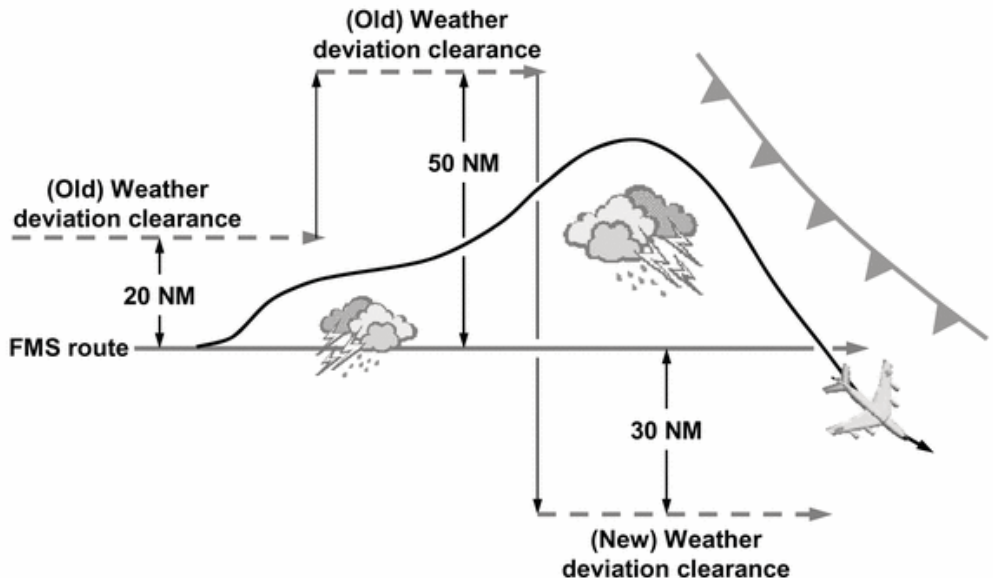 (Old) Weather
deviation clearance
50 NM
(Old) Weather
deviation clearance
20 NM
FMS route
30 NM
(New) Weather
deviation clearance